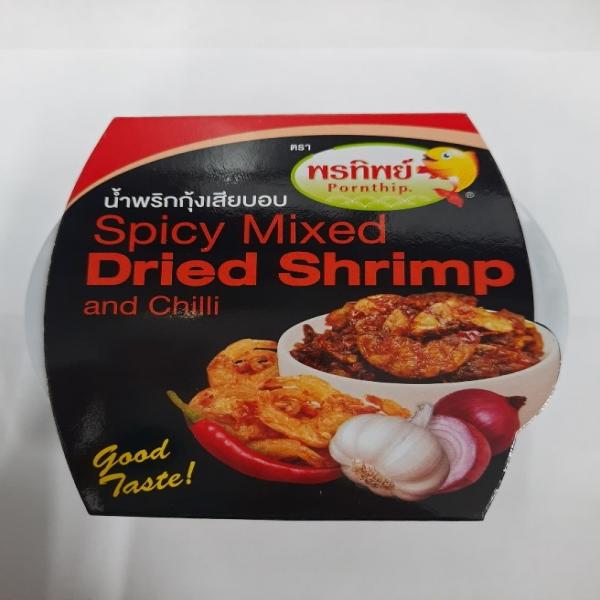 ตรา
พรทิพย์
Pornthip.
®
น้ำพริกกุ้งเสียบอบ
Spicy Mixed
Dried Shrimp
and Chilli
Good
Taste!